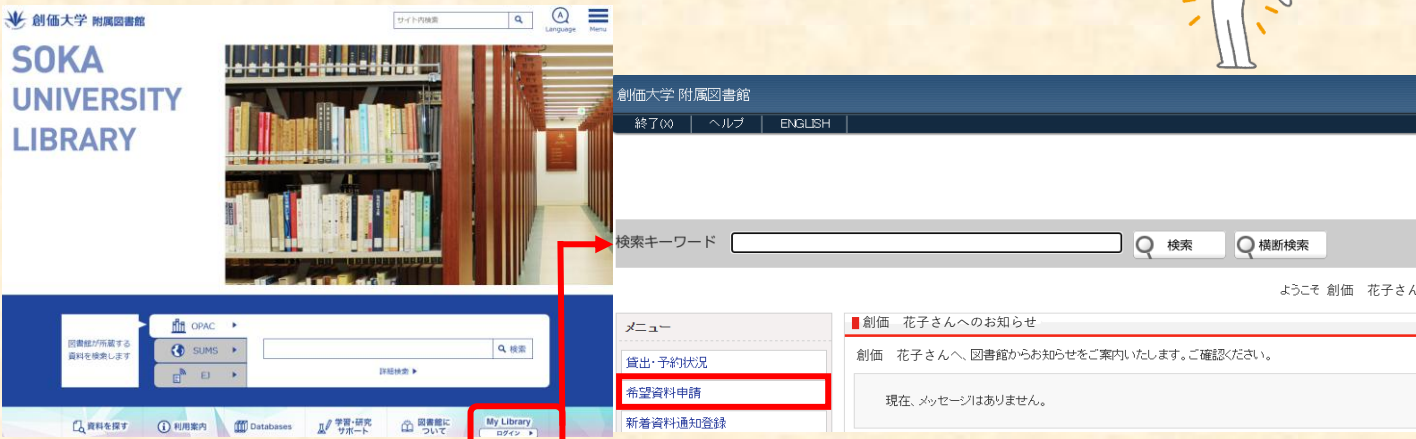 創価大学 附属図書館
サイト内検索
Language
Menu
SOKA
UNIVERSITY
LIBRARY
図書館が所蔵する
資料を検索します
OPAC
SUMS
EJ
検索
詳細検索
資料を探す
利用案内
Databases
学習・研究
サポート
図書館に
ついて
My Library
ログイン
創価大学 附属図書館
終了(X) | ヘルプ | ENGLISH |
検索キーワード
検索
横断検索
ようこそ 創価 花子さん
メニュー
貸出・予約状況
希望資料申請
新着資料通知登録
創価 花子さんへのお知らせ
創価 花子さんへ、図書館からお知らせをご案内いたします。ご確認ください。
現在、メッセージはありません。